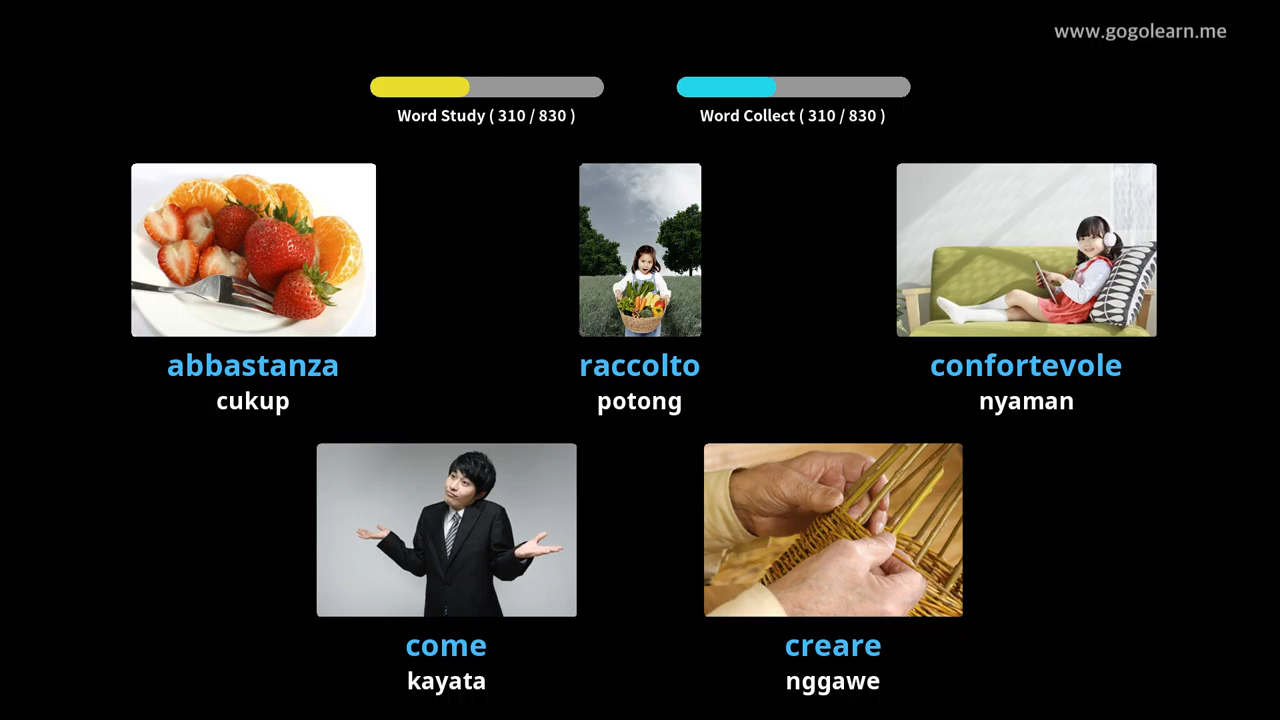 www.gogolearn.me
Word Study ( 310 / 830 )
Word Collect ( 310 / 830 )
abbastanza
cukup
raccolto
potong
confortevole
nyaman
come
kayata
creare
nggawe